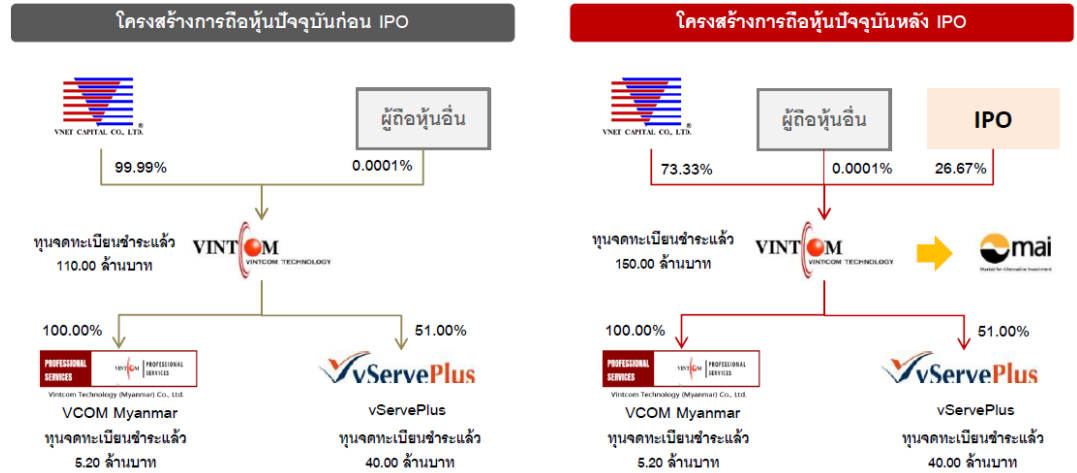 โครงสร้างการถือหุ้นปัจจุบันก่อน IPO
VNET CAPITAL CO., LTD.®
ผู้ถือหุ้นอื่น
99.99%
0.0001%
ทุนจดทะเบียนชำระแล้ว
110.00 ล้านบาท
VINTCOM
VINTCOM TECHNOLOGY
100.00%
51.00%
PROFESSIONAL
SERVICES
VINTCOM
PROFESSIONAL
SERVICES
Vintcom Technology (Myanmar) Co., Ltd.
vServePlus
VCOM Myanmar
ทุนจดทะเบียนชำระแล้ว
5.20 ล้านบาท
vServePlus
ทุนจดทะเบียนชำระแล้ว
40.00 ล้านบาท
โครงสร้างการถือหุ้นปัจจุบันหลัง IPO
VNET CAPITAL CO., LTD.®
ผู้ถือหุ้นอื่น
IPO
73.33%
0.0001%
26.67%
ทุนจดทะเบียนชำระแล้ว
150.00 ล้านบาท
VINTCOM
VINTCOM TECHNOLOGY
mai
Market for Alternative Investment
100.00%
51.00%
PROFESSIONAL
SERVICES
VINTCOM
PROFESSIONAL
SERVICES
Vintcom Technology (Myanmar) Co., Ltd.
vServePlus
VCOM Myanmar
ทุนจดทะเบียนชำระแล้ว
5.20 ล้านบาท
vServePlus
ทุนจดทะเบียนชำระแล้ว
40.00 ล้านบาท